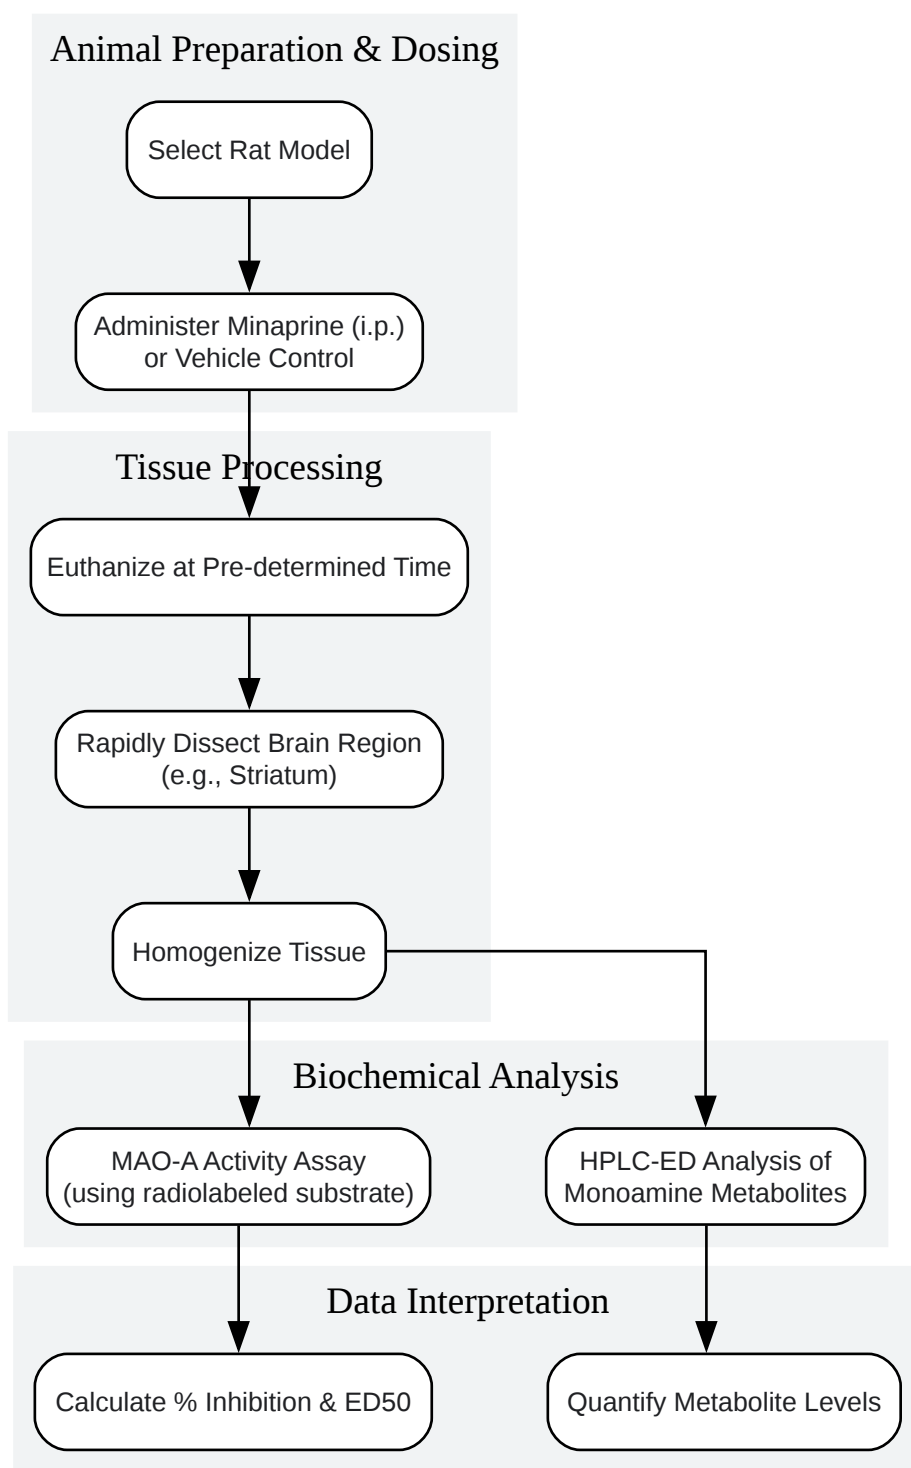 Animal Preparation & Dosing
Select Rat Model
Administer Minaprine (i.p.)
or Vehicle Control
Tissue Processing
Euthanize at Pre-determined Time
Rapidly Dissect Brain Region
(e.g., Striatum)
Homogenize Tissue
Biochemical Analysis
MAO-A Activity Assay
(using radiolabeled substrate)
HPLC-ED Analysis of
Monoamine Metabolites
Data Interpretation
Calculate % Inhibition & ED50
Quantify Metabolite Levels